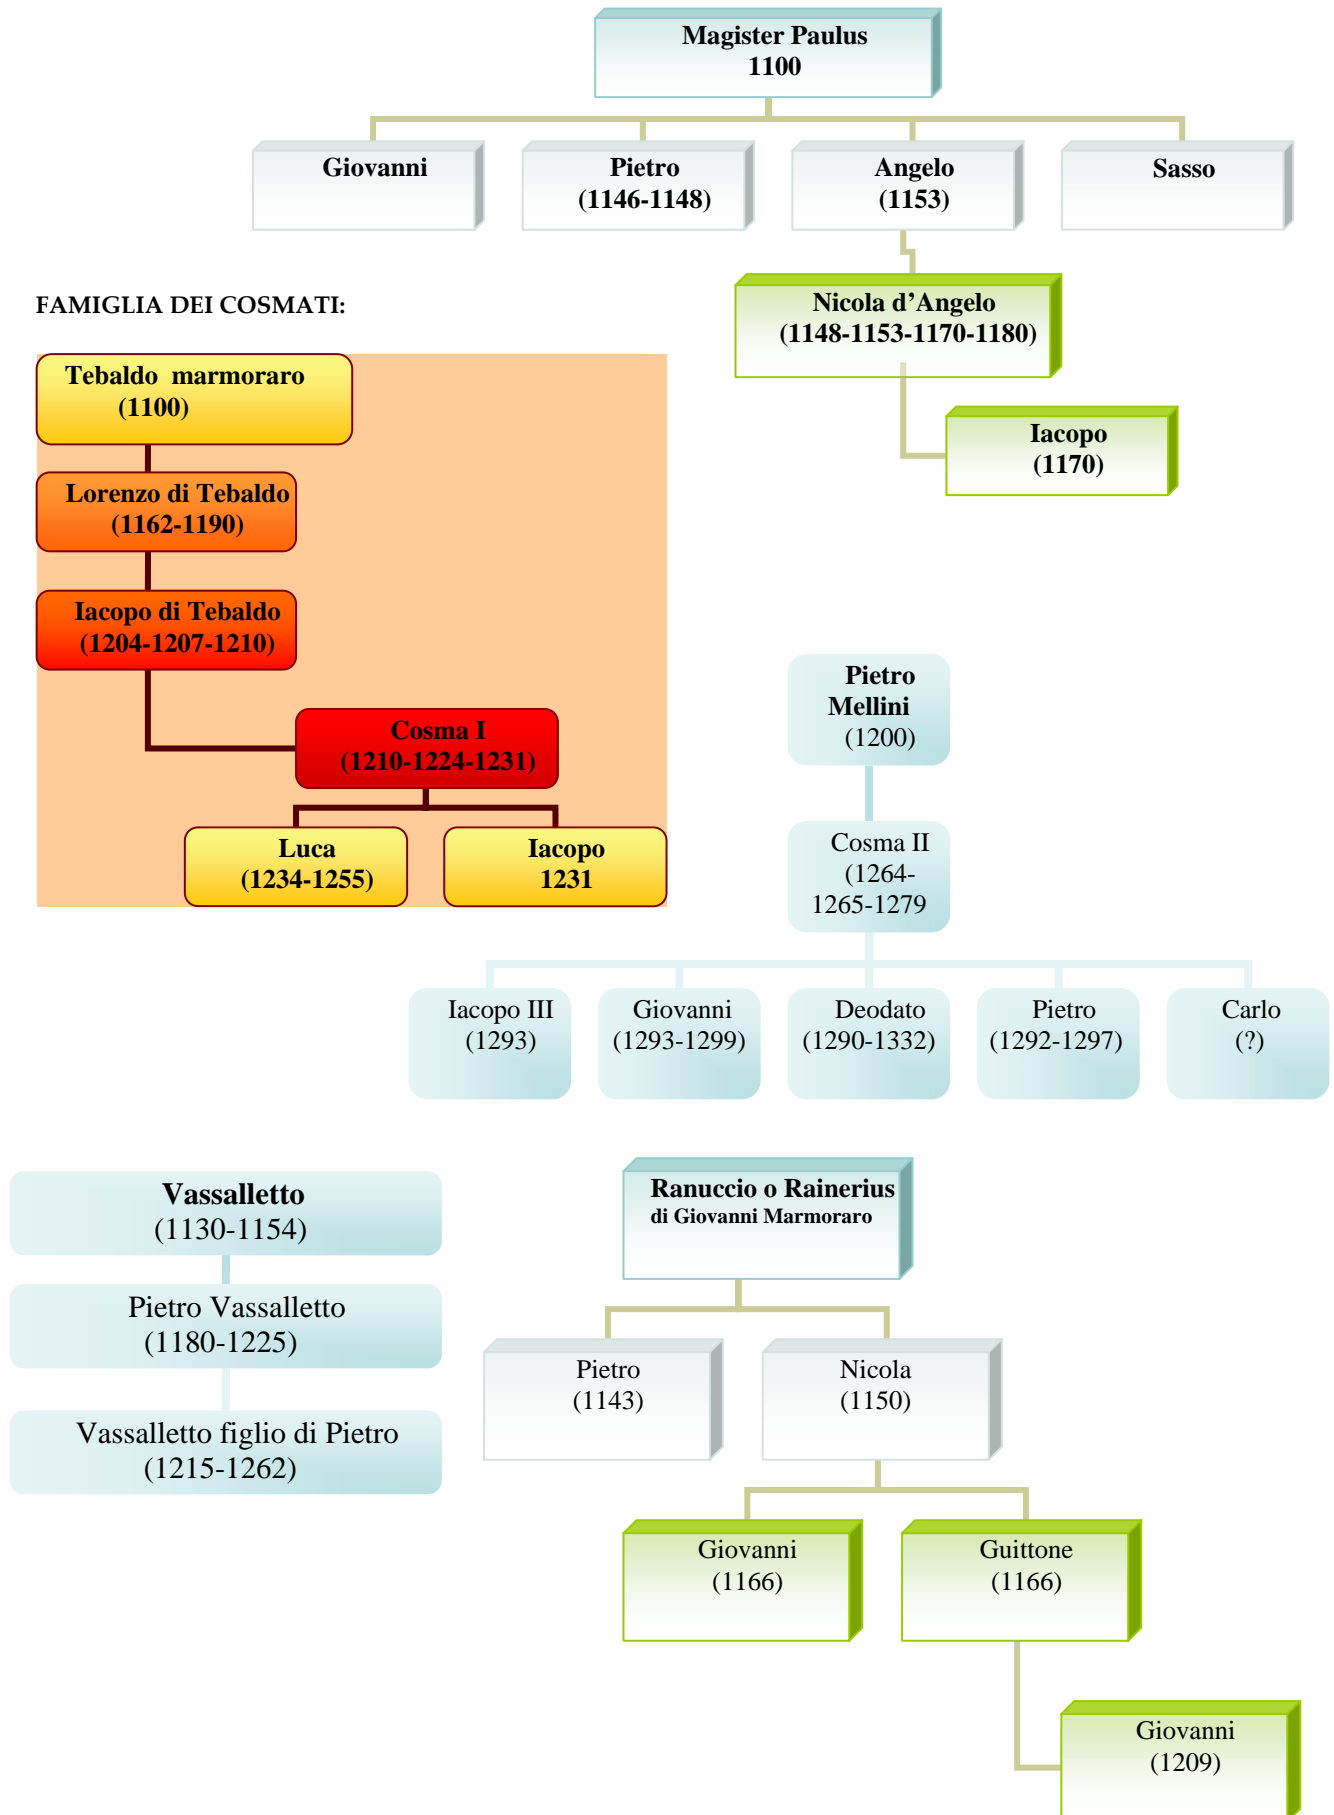 Magister Paulus
1100
Giovanni
Pietro
(1146-1148)
Angelo
(1153)
Sasso
Nicola d’Angelo
(1148-1153-1170-1180)
Iacopo
(1170)
FAMIGLIA DEI COSMATI:
Tebaldo marmoraro
(1100)
Lorenzo di Tebaldo
(1162-1190)
Iacopo di Tebaldo
(1204-1207-1210)
Cosma I
(1210-1224-1231)
Luca
(1234-1255)
Iacopo
1231
Pietro
Mellini
(1200)
Cosma II
(1264-
1265-1279
Iacopo III
(1293)
Giovanni
(1293-1299)
Deodato
(1290-1332)
Pietro
(1292-1297)
Carlo
(?)
Vassalletto
(1130-1154)
Pietro Vassalletto
(1180-1225)
Vassalletto figlio di Pietro
(1215-1262)
Ranuccio o Rainerius
di Giovanni Marmoraro
Pietro
(1143)
Nicola
(1150)
Giovanni
(1166)
Guittone
(1166)
Giovanni
(1209)